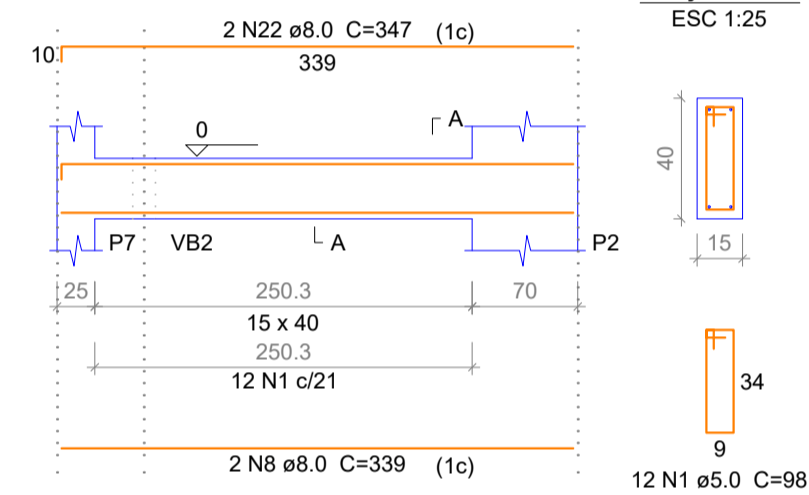 ESC 1:25
2 N22 ø8.0 C=347 (1c)
10
339
A
0
40
P7
VB2
A
P2
15
25
250.3
70
15 x 40
250.3
12 N1 c/21
34
9
2 N8 ø8.0 C=339 (1c)
12 N1 ø5.0 C=98